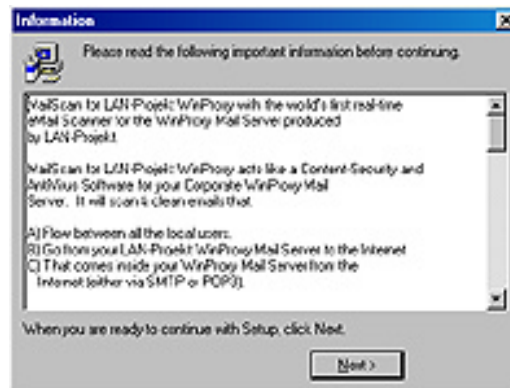 Information
Please read the following important information before continuing.
MailScan for LAN-Projekt WinProxy with the world's first real-time
eMail Scanner for the WinProxy Mail Server produced
by LAN-Projekt.
MailScan for LAN-Projekt WinProxy acts like a Content-Security and
AntiVirus Software for your Corporate WinProxy Mail
Server. It will scan & clean emails that
A) Flow between all the local users.
B) Go from your LAN-Proekt WinProxy Mail Server to the Internet
C) That comes inside your WinProxy Mail Server from the
Internet (either via SMTP or POP3).
When you are ready to continue with Setup, click Next.
Next >